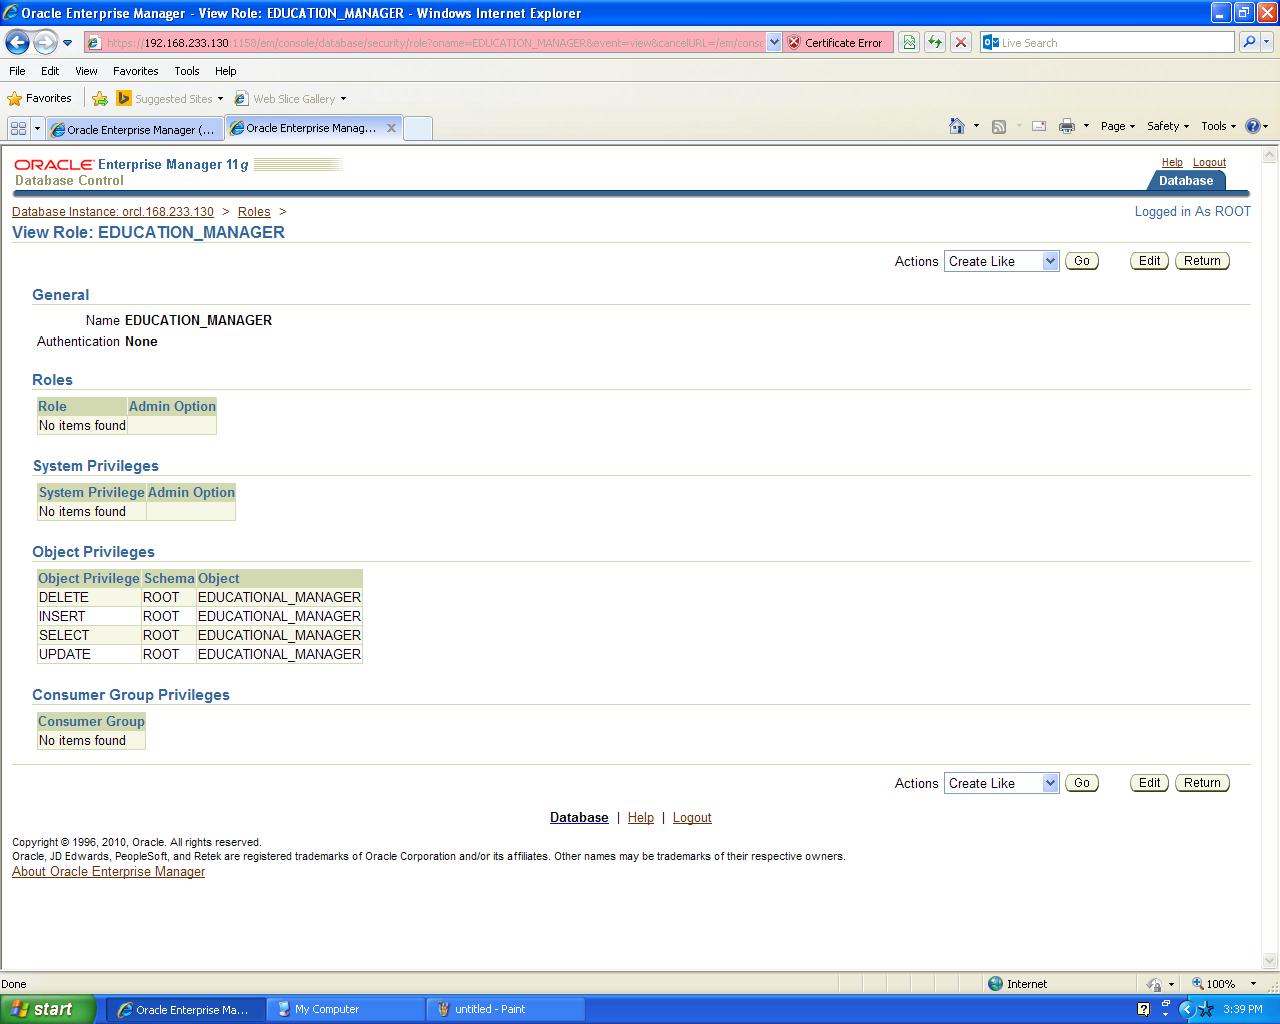 Oracle Enterprise Manager - View Role: EDUCATION_MANAGER - Windows Internet Explorer
https://192.168.233.130:1158/em/console/database/security/role?oname=EDUCATION_MANAGER&event=view&cancelURL=/em/consc Certificate Error Live Search
File Edit View Favorites Tools Help
Favorites Suggested Sites Web Slice Gallery
Oracle Enterprise Manager (... Oracle Enterprise Manag... Page Safety Tools
ORACLE Enterprise Manager 11g Help Logout
Database Control Database
Database Instance: orcl.168.233.130 > Roles > Logged in As ROOT
View Role: EDUCATION_MANAGER
Actions Create Like Go Edit Return
General
Name EDUCATION_MANAGER
Authentication None
Roles
Role Admin Option
No items found
System Privileges
System Privilege Admin Option
No items found
Object Privileges
Object Privilege Schema Object
DELETE ROOT EDUCATIONAL_MANAGER
INSERT ROOT EDUCATIONAL_MANAGER
SELECT ROOT EDUCATIONAL_MANAGER
UPDATE ROOT EDUCATIONAL_MANAGER
Consumer Group Privileges
Consumer Group
No items found
Actions Create Like Go Edit Return
Database | Help | Logout
Copyright © 1996, 2010, Oracle. All rights reserved.
Oracle, JD Edwards, PeopleSoft, and Retek are registered trademarks of Oracle Corporation and/or its affiliates. Other names may be trademarks of their respective owners.
About Oracle Enterprise Manager
Done Internet 100%
start Oracle Enterprise Ma... My Computer untitled - Paint 3:39 PM